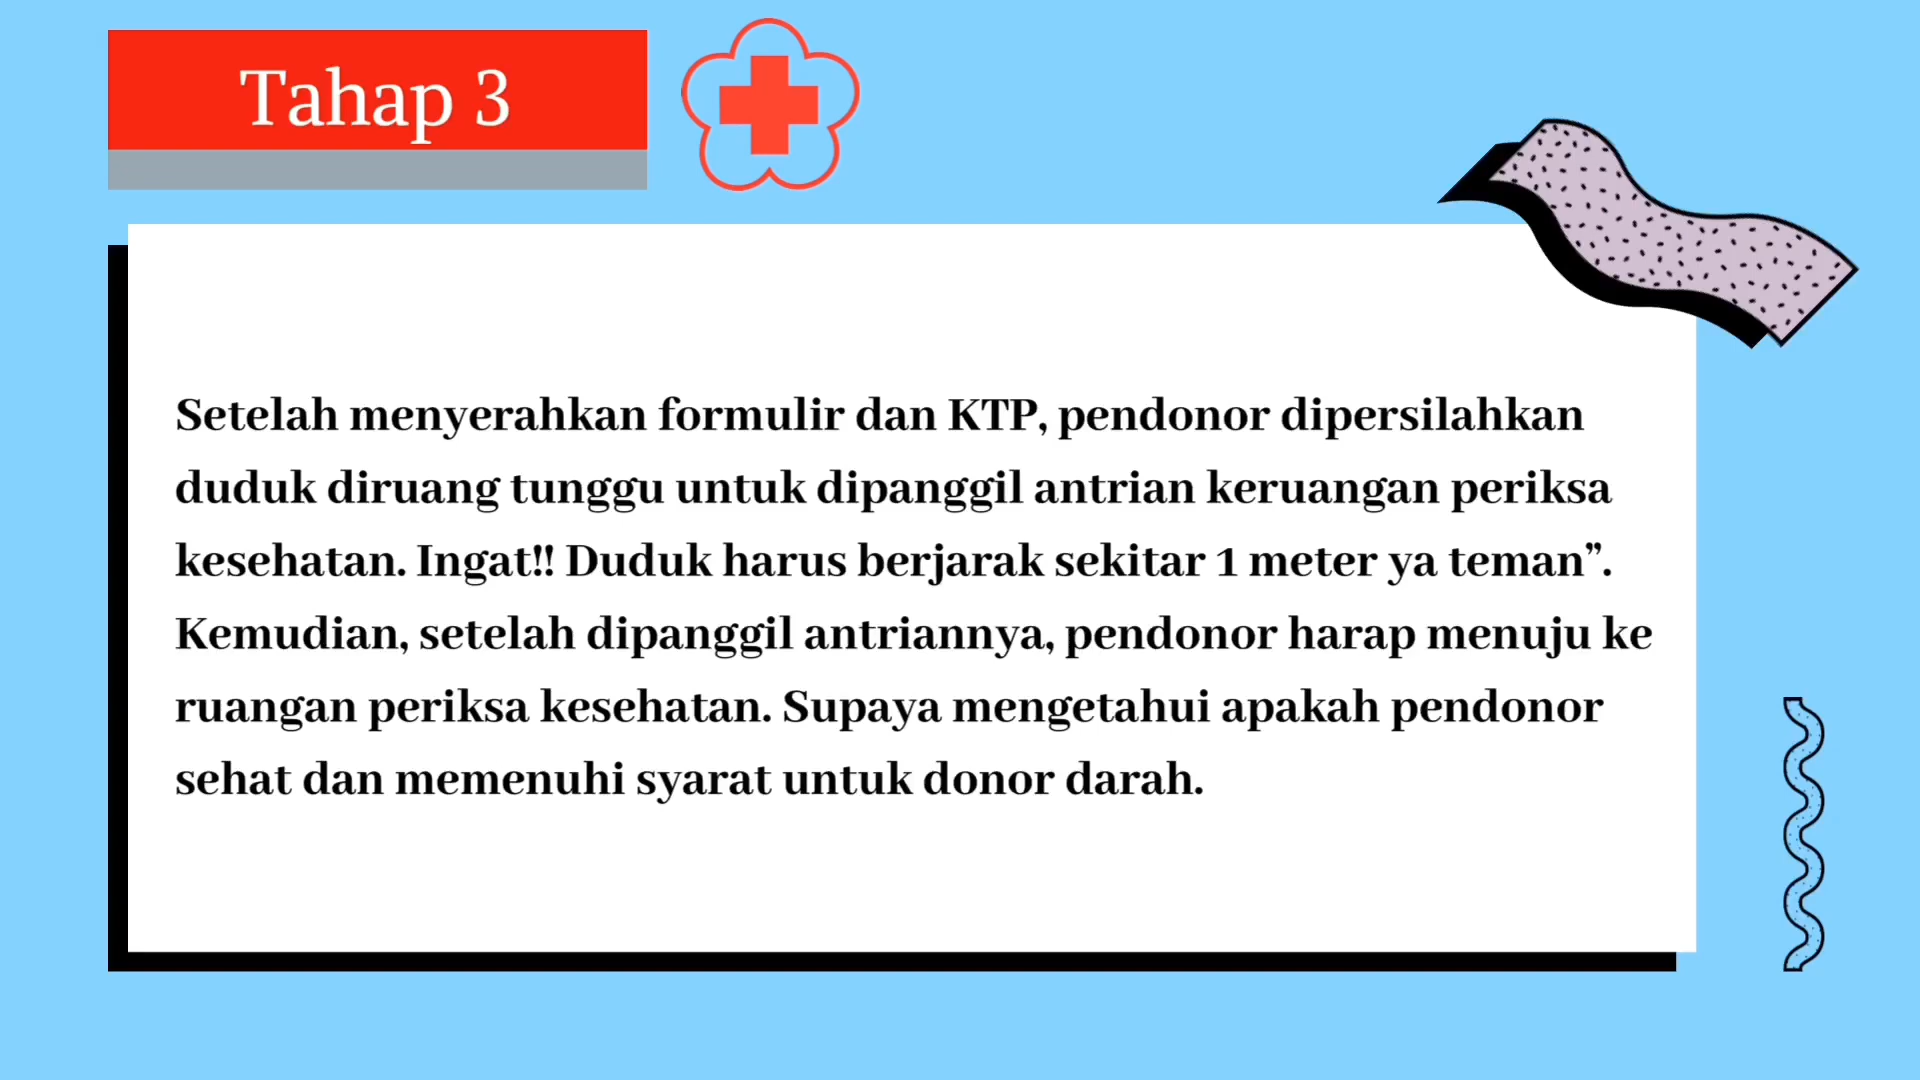 Tahap 3
Setelah menyerahkan formulir dan KTP, pendonor dipersilahkan
duduk diruang tunggu untuk dipanggil antrian keruangan periksa
kesehatan. Ingat!! Duduk harus berjarak sekitar 1 meter ya teman”.
Kemudian, setelah dipanggil antriannya, pendonor harap menuju ke
ruangan periksa kesehatan. Supaya mengetahui apakah pendonor
sehat dan memenuhi syarat untuk donor darah.